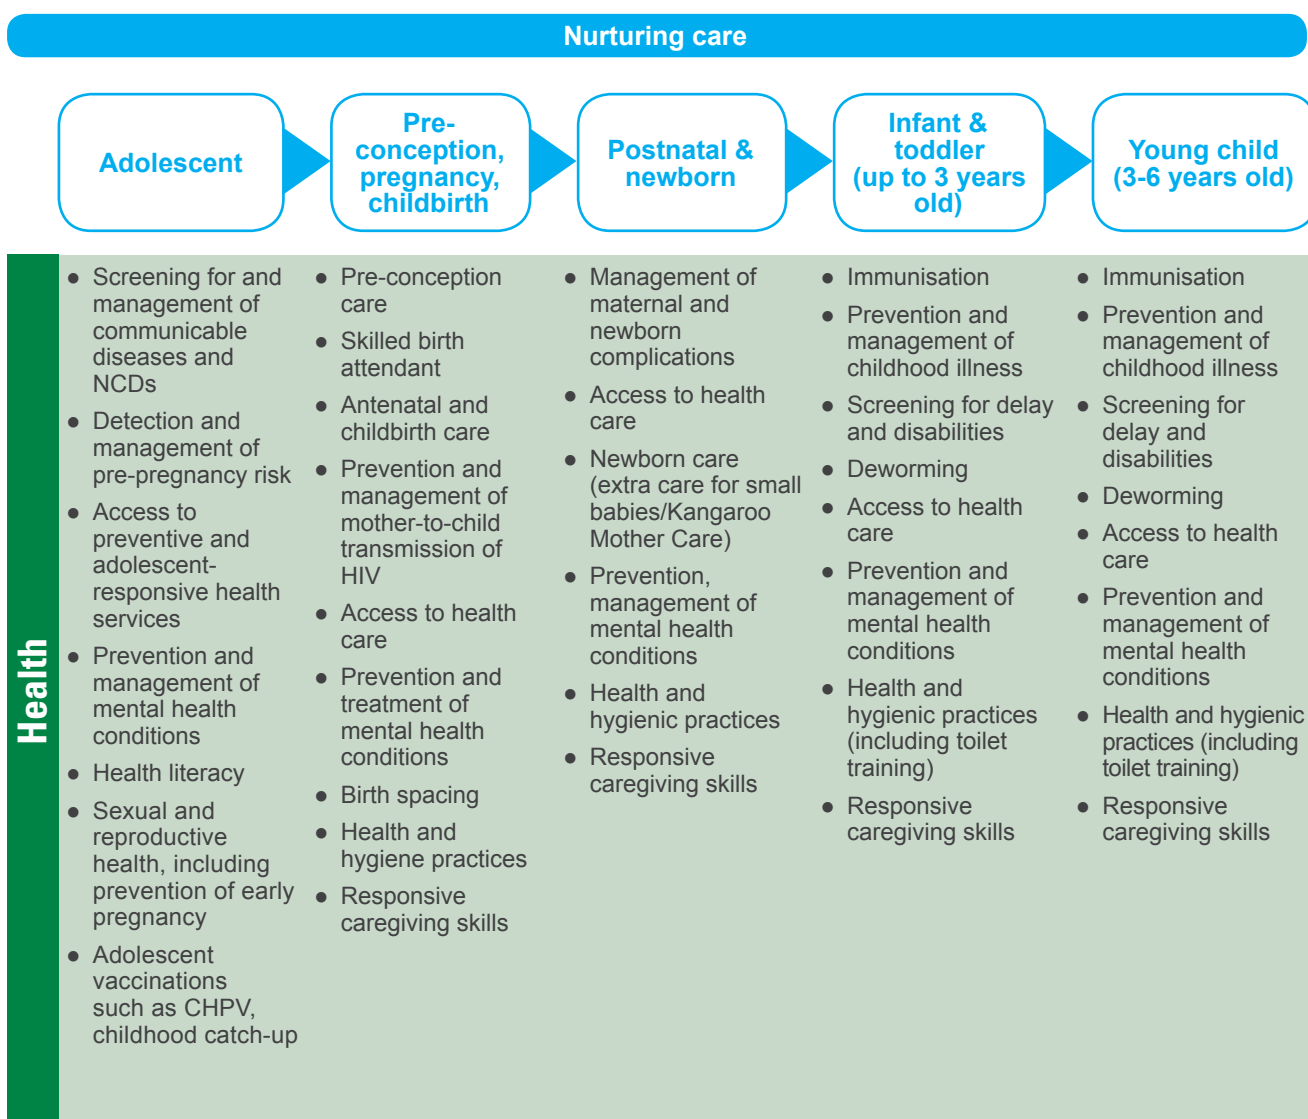 Nurturing care
Adolescent
Pre-
conception,
pregnancy,
childbirth
Postnatal &
newborn
Infant &
toddler
(up to 3 years
old)
Young child
(3-6 years old)
Health
● Screening for and
management of
communicable
diseases and
NCDs
● Detection and
management of
pre-pregnancy risk
● Access to
preventive and
adolescent-
responsive health
services
● Prevention and
management of
mental health
conditions
● Health literacy
● Sexual and
reproductive
health, including
prevention of early
pregnancy
● Adolescent
vaccinations
such as CHPV,
childhood catch-up
● Pre-conception
care
● Skilled birth
attendant
● Antenatal and
childbirth care
● Prevention and
management of
mother-to-child
transmission of
HIV
● Access to health
care
● Prevention and
treatment of
mental health
conditions
● Birth spacing
● Health and
hygiene practices
● Responsive
caregiving skills
● Management of
maternal and
newborn
complications
● Access to health
care
● Newborn care
(extra care for small
babies/Kangaroo
Mother Care)
● Prevention,
management of
mental health
conditions
● Health and
hygienic practices
● Responsive
caregiving skills
● Immunisation
● Prevention and
management of
childhood illness
● Screening for delay
and disabilities
● Deworming
● Access to health
care
● Prevention and
management of
mental health
conditions
● Health and
hygienic practices
(including toilet
training)
● Responsive
caregiving skills
● Immunisation
● Prevention and
management of
childhood illness
● Screening for
delay and
disabilities
● Deworming
● Access to health
care
● Prevention and
management of
mental health
conditions
● Health and hygienic
practices (including
toilet training)
● Responsive
caregiving skills